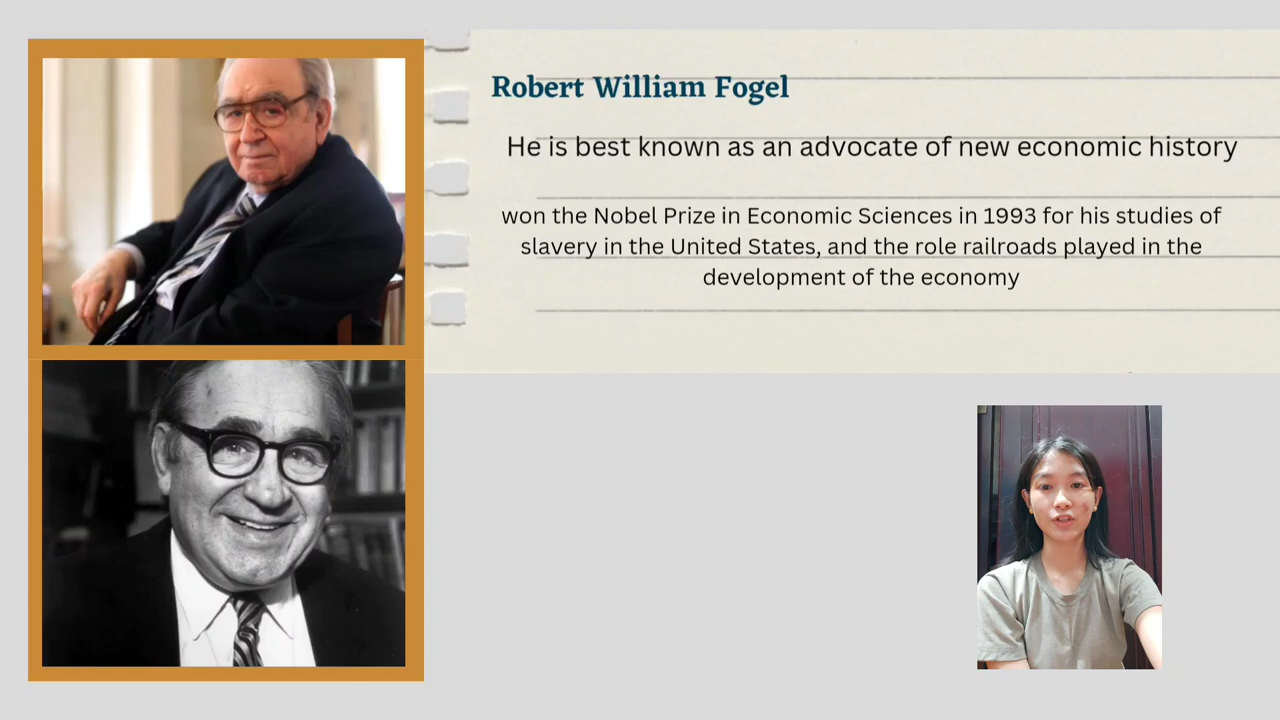 Robert William Fogel
He is best known as an advocate of new economic history
won the Nobel Prize in Economic Sciences in 1993 for his studies of
slavery in the United States, and the role railroads played in the
development of the economy